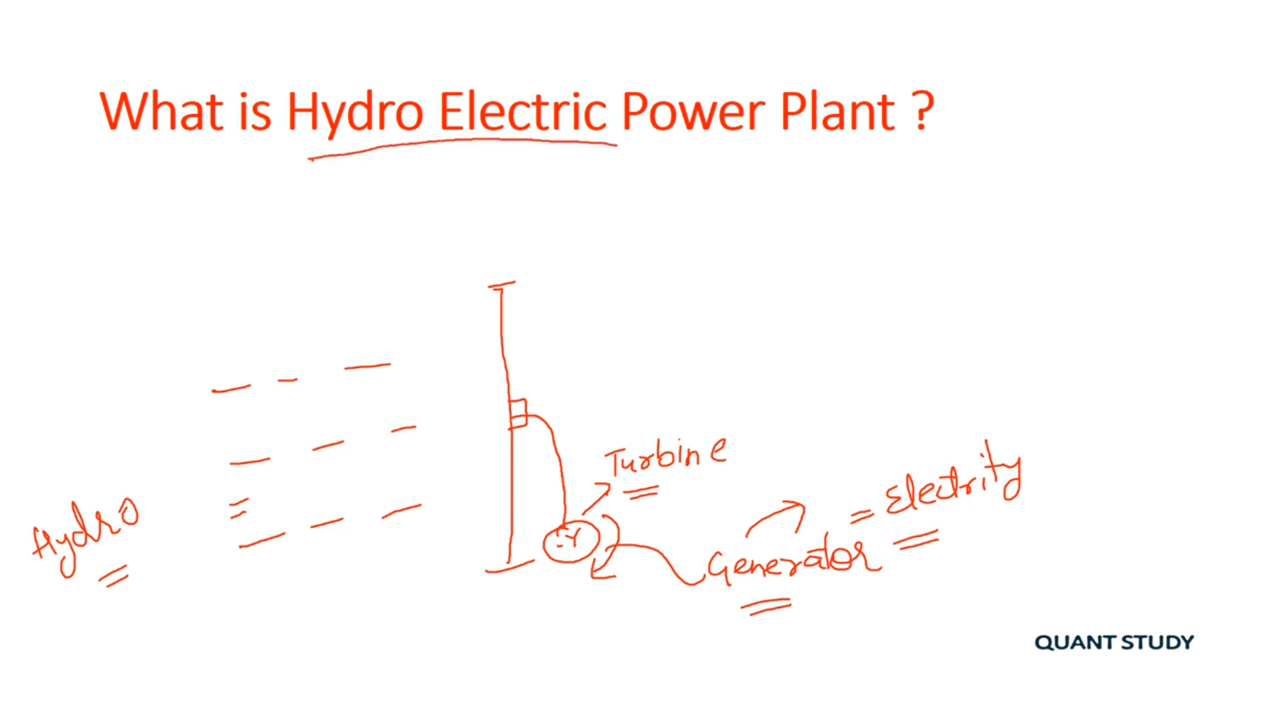 What is Hydro Electric Power Plant ?
Turbine
Hydro
Generator = Electrity
QUANT STUDY